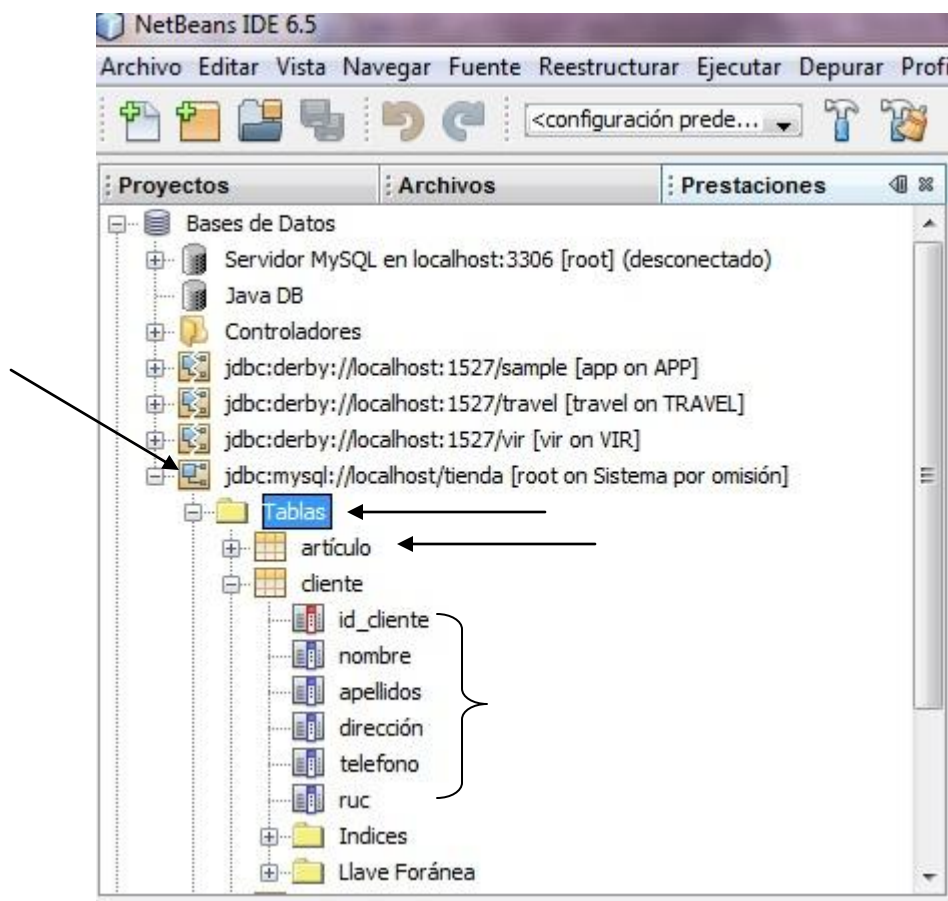 NetBeans IDE 6.5
Archivo Editar Vista Navegar Fuente Reestructurar Ejecutar Depurar Profi
<configuración prede...
Proyectos Archivos Prestaciones
Bases de Datos
Servidor MySQL en localhost:3306 [root] (desconectado)
Java DB
Controladores
jdbc:derby://localhost:1527/sample [app on APP]
jdbc:derby://localhost:1527/travel [travel on TRAVEL]
jdbc:derby://localhost:1527/vir [vir on VIR]
jdbc:mysql://localhost/tienda [root on Sistema por omisión]
Tablas
artículo
cliente
id_cliente
nombre
apellidos
dirección
telefono
ruc
Indices
Llave Foránea